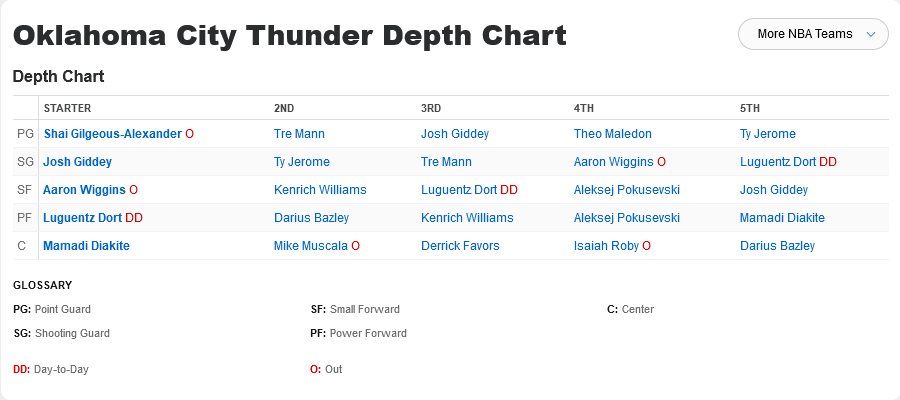 Oklahoma City Thunder Depth Chart
More NBA Teams
Depth Chart
STARTER 2ND 3RD 4TH 5TH
PG Shai Gilgeous-Alexander O Tre Mann Josh Giddey Theo Maledon Ty Jerome
SG Josh Giddey Ty Jerome Tre Mann Aaron Wiggins O Luguentz Dort DD
SF Aaron Wiggins O Kenrich Williams Luguentz Dort DD Aleksej Pokusevski Josh Giddey
PF Luguentz Dort DD Darius Bazley Kenrich Williams Aleksej Pokusevski Mamadi Diakite
C Mamadi Diakite Mike Muscala O Derrick Favors Isaiah Roby O Darius Bazley
GLOSSARY
PG: Point Guard SF: Small Forward C: Center
SG: Shooting Guard PF: Power Forward
DD: Day-to-Day O: Out